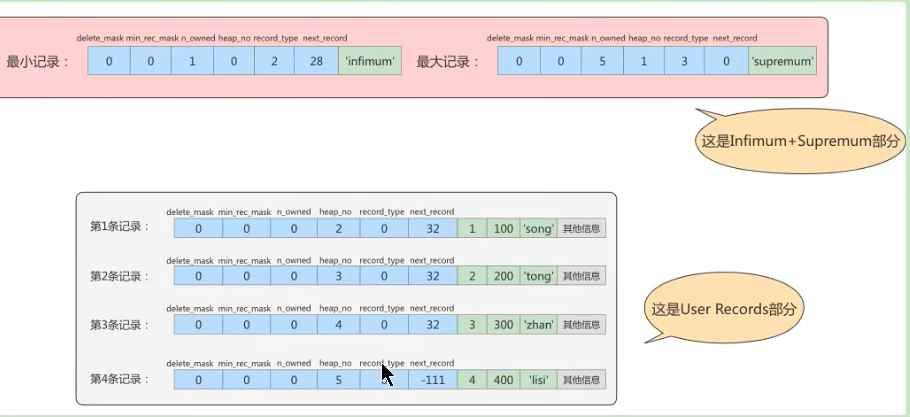 delete_mask min_rec_mask n_owned heap_no record_type next_record
最小记录： 0 0 1 0 2 28 'infimum'
delete_mask min_rec_mask n_owned heap_no record_type next_record
最大记录： 0 0 5 1 3 0 'supremum'
这是Infimum+Supremum部分
delete_mask min_rec_mask n_owned heap_no record_type next_record
第1条记录： 0 0 0 2 0 32 1 100 'song' 其他信息
delete_mask min_rec_mask n_owned heap_no record_type next_record
第2条记录： 0 0 0 3 0 32 2 200 'tong' 其他信息
delete_mask min_rec_mask n_owned heap_no record_type next_record
第3条记录： 0 0 0 4 0 32 3 300 'zhan' 其他信息
delete_mask min_rec_mask n_owned heap_no record_type next_record
第4条记录： 0 0 0 5 -111 4 400 'lisi' 其他信息
这是User Records部分